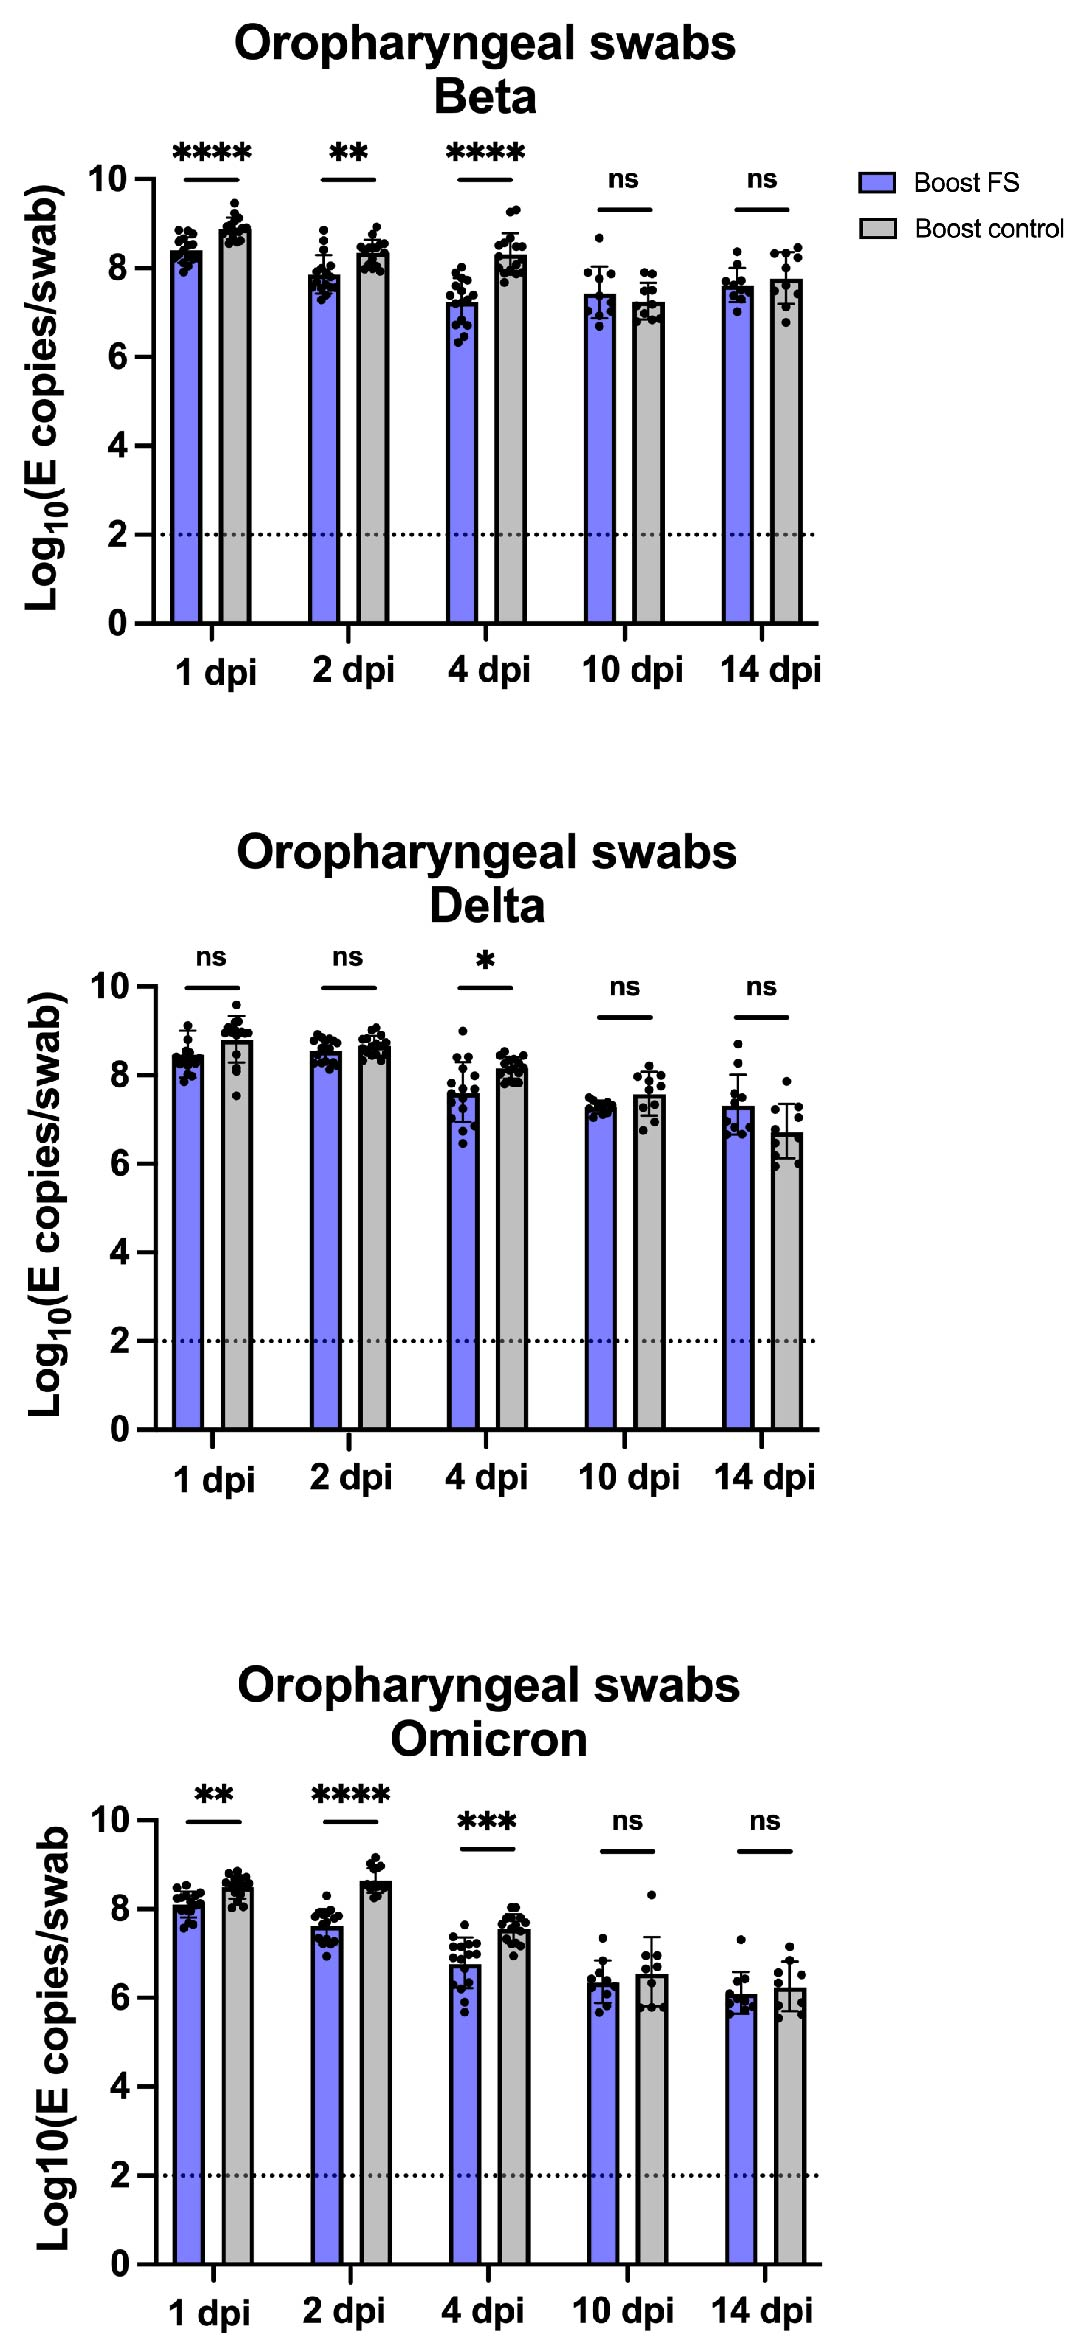 Oropharyngeal swabs
Beta
**** ** **** ns ns
Boost FS
Boost control
Log10(E copies/swab)
10
8
6
4
2
0
1 dpi 2 dpi 4 dpi 10 dpi 14 dpi
Oropharyngeal swabs
Delta
ns ns * ns ns
Log10(E copies/swab)
10
8
6
4
2
0
1 dpi 2 dpi 4 dpi 10 dpi 14 dpi
Oropharyngeal swabs
Omicron
** **** *** ns ns
Log10(E copies/swab
10
8
6
4
2
0
1 dpi 2 dpi 4 dpi 10 dpi 14 dpi